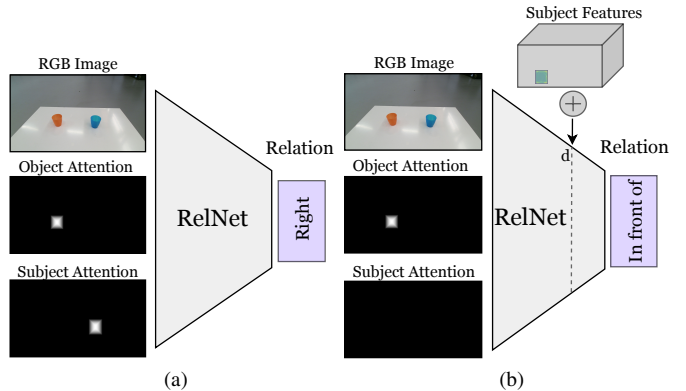 RGB Image
Object Attention
Subject Attention
RelNet
Relation
Right
(a)
Subject Features
RGB Image
Object Attention
Subject Attention
+
d
RelNet
Relation
In front of
(b)